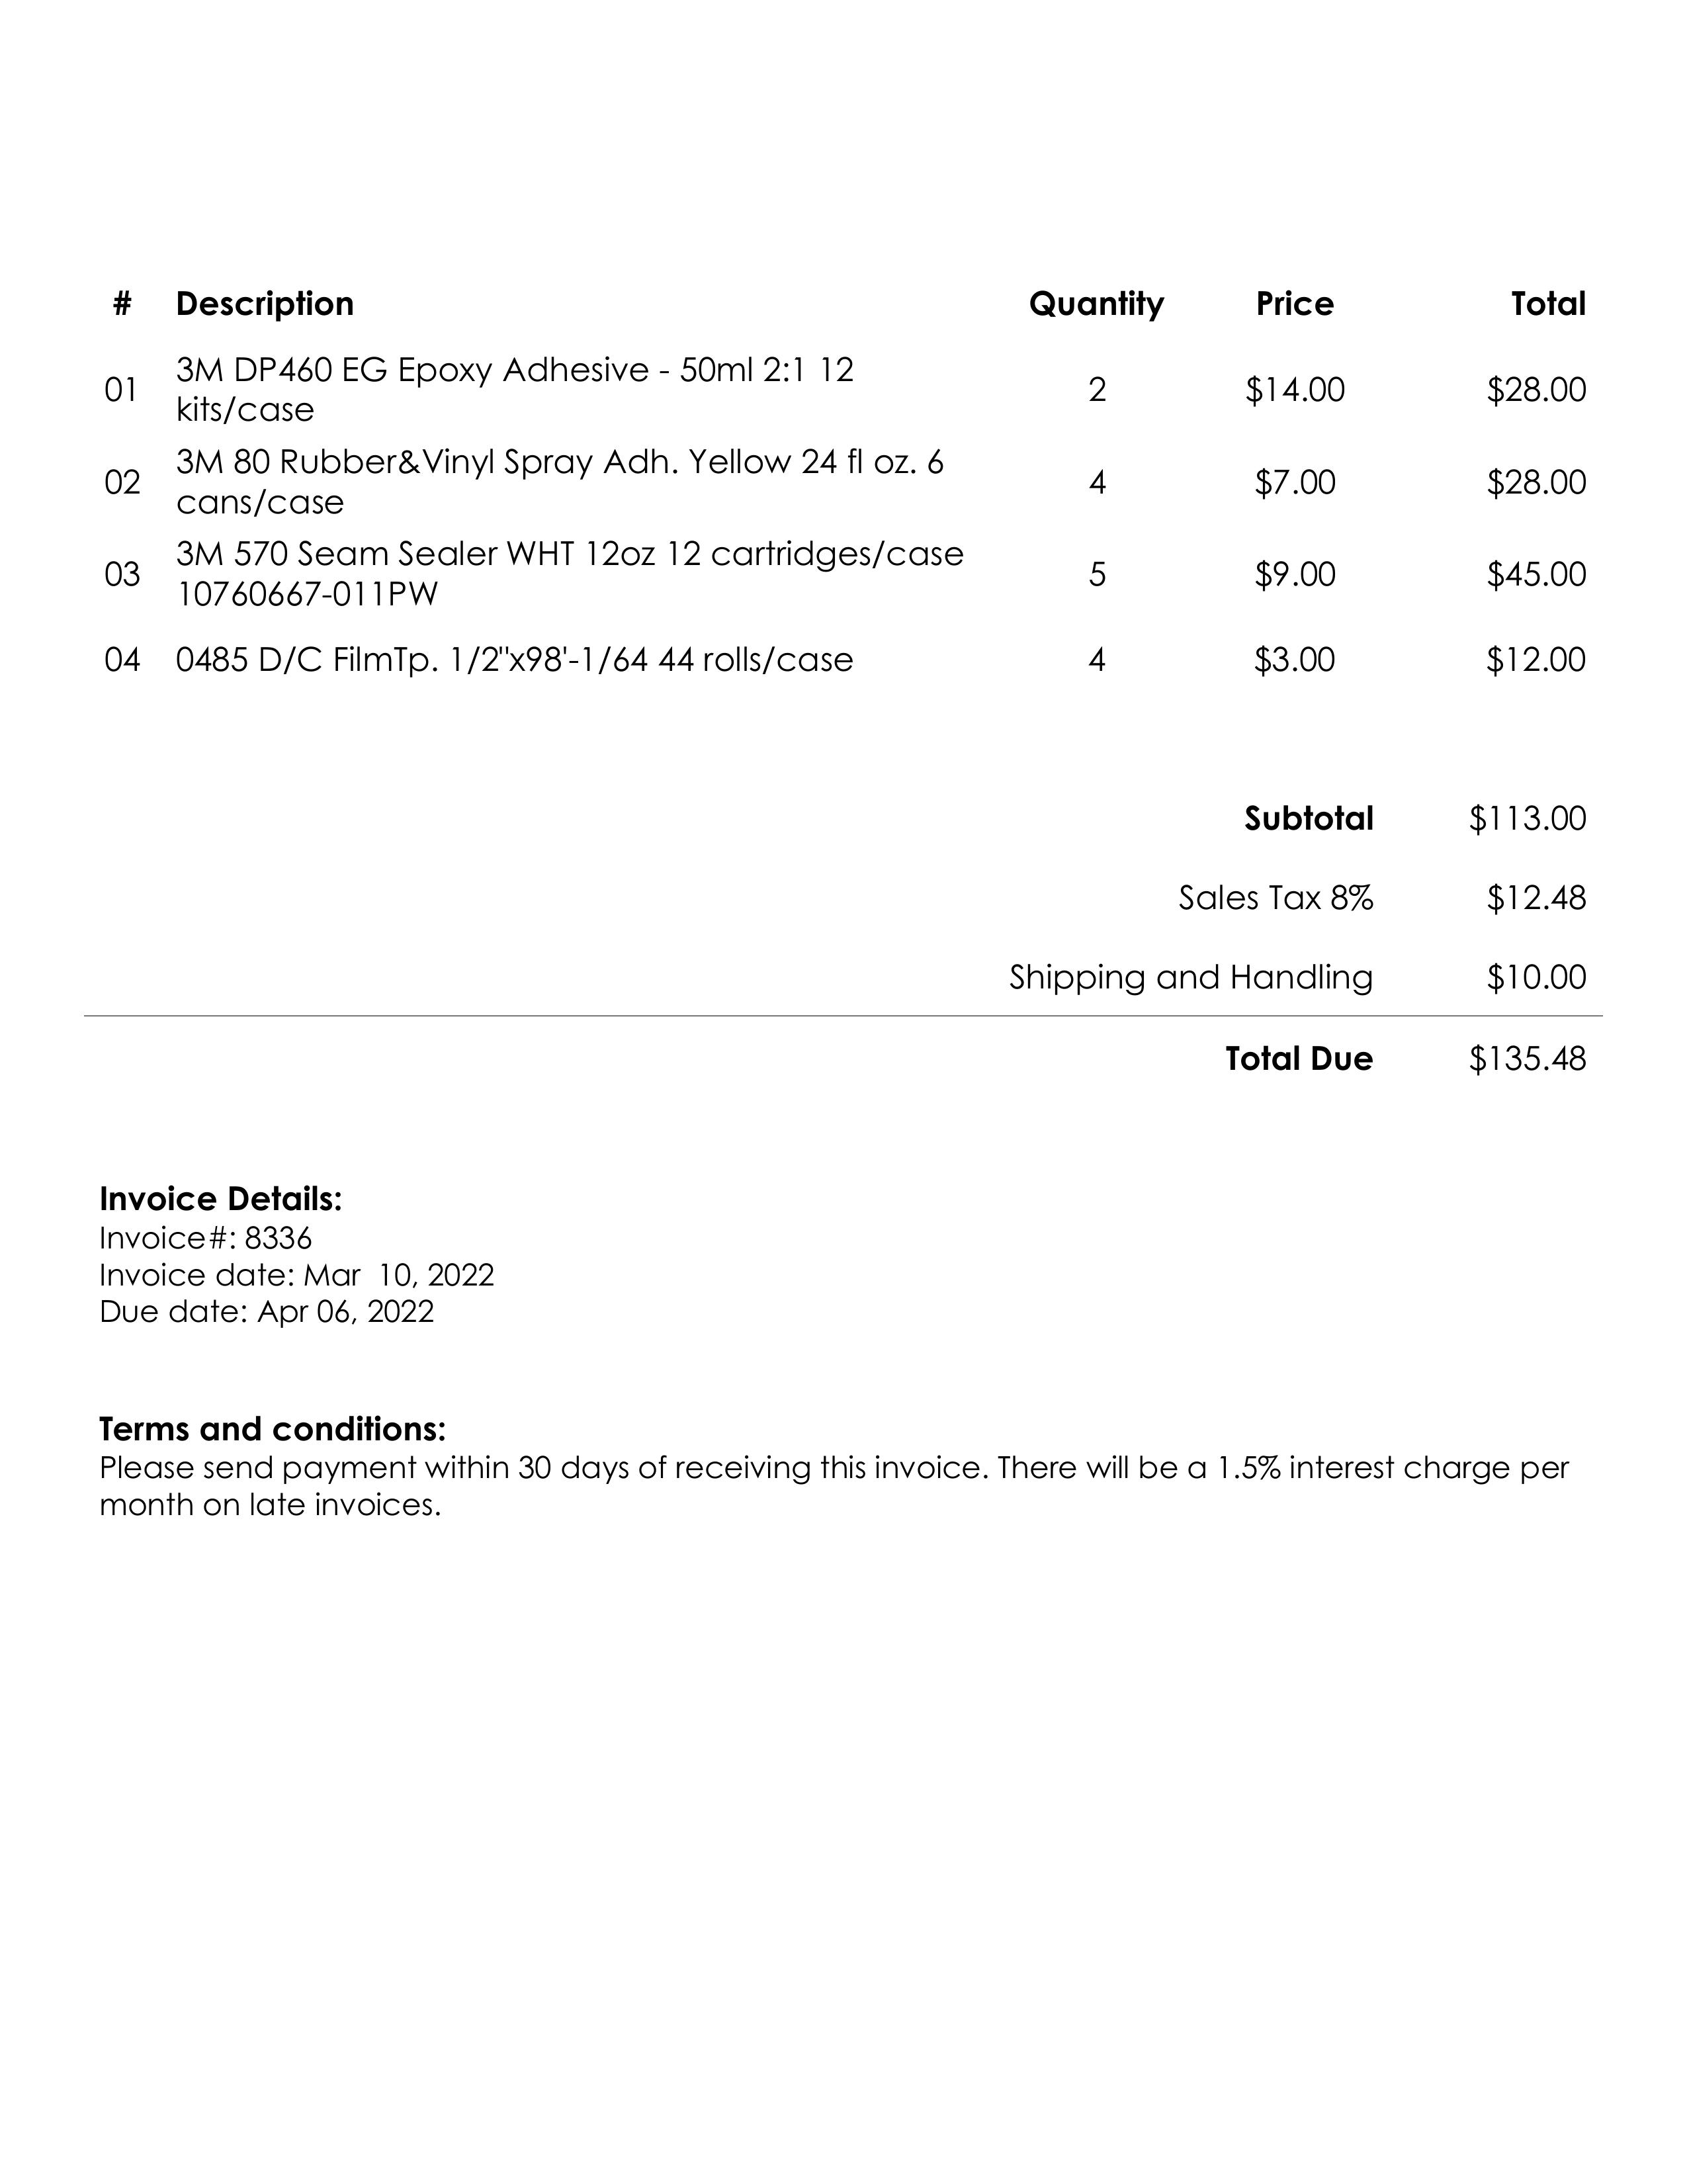 # Description Quantity Price Total
01 3M DP460 EG Epoxy Adhesive - 50ml 2:1 12
kits/case 2 $14.00 $28.00
02 3M 80 Rubber&Vinyl Spray Adh. Yellow 24 fl oz. 6
cans/case 4 $7.00 $28.00
03 3M 570 Seam Sealer WHT 12oz 12 cartridges/case
10760667-011PW 5 $9.00 $45.00
04 0485 D/C FilmTp. 1/2"x98'-1/64 44 rolls/case 4 $3.00 $12.00
Subtotal $113.00
Sales Tax 8% $12.48
Shipping and Handling $10.00
Total Due $135.48
Invoice Details:
Invoice#: 8336
Invoice date: Mar  10, 2022
Due date: Apr 06, 2022
Terms and conditions:
Please send payment within 30 days of receiving this invoice. There will be a 1.5% interest charge per
month on late invoices.